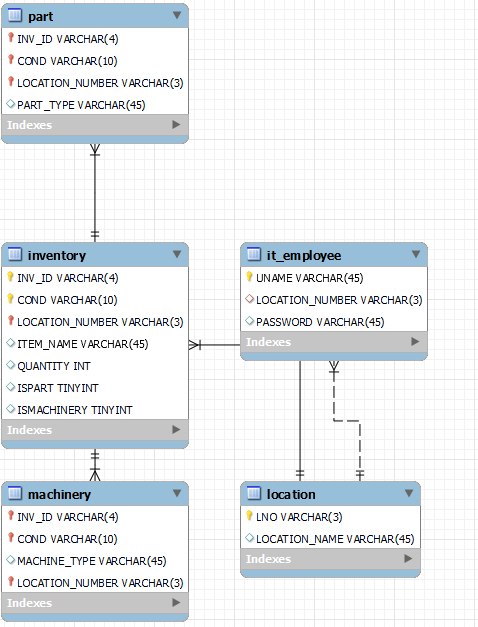 part
INV_ID VARCHAR(4)
COND VARCHAR(10)
LOCATION_NUMBER VARCHAR(3)
PART_TYPE VARCHAR(45)
Indexes
inventory
INV_ID VARCHAR(4)
COND VARCHAR(10)
LOCATION_NUMBER VARCHAR(3)
ITEM_NAME VARCHAR(45)
QUANTITY INT
ISPART TINYINT
ISMACHINERY TINYINT
Indexes
it_employee
UNAME VARCHAR(45)
LOCATION_NUMBER VARCHAR(3)
PASSWORD VARCHAR(45)
Indexes
machinery
INV_ID VARCHAR(4)
COND VARCHAR(10)
MACHINE_TYPE VARCHAR(45)
LOCATION_NUMBER VARCHAR(3)
Indexes
location
LNO VARCHAR(3)
LOCATION_NAME VARCHAR(45)
Indexes